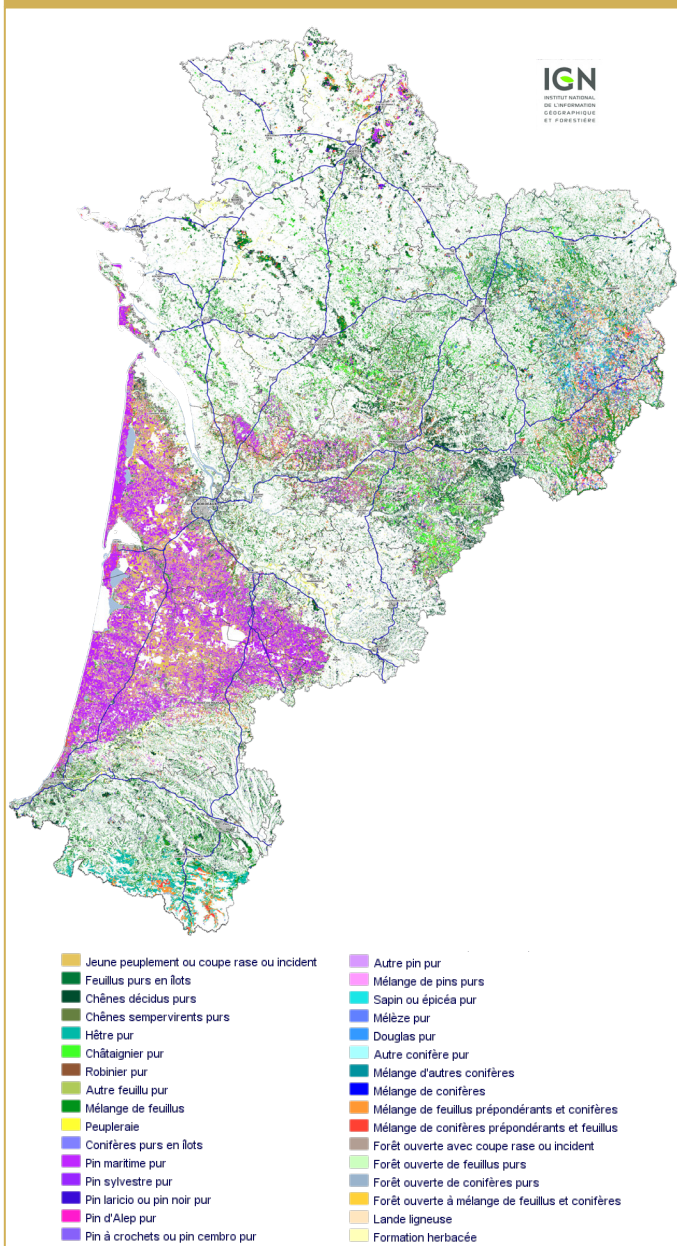 IGN
INSTITUT NATIONAL
DE L'INFORMATION
GÉOGRAPHIQUE
ET FORESTIÈRE
Jeune peuplement ou coupe rase ou incident
Feuillus purs en îlots
Chênes décidus purs
Chênes sempervirents purs
Hêtre pur
Châtaignier pur
Robinier pur
Autre feuillu pur
Mélange de feuillus
Peupleraie
Conifères purs en îlots
Pin maritime pur
Pin sylvestre pur
Pin laricio ou pin noir pur
Pin d'Alep pur
Pin à crochets ou pin cembro pur
Autre pin pur
Mélange de pins purs
Sapin ou épicéa pur
Mélèze pur
Douglas pur
Autre conifère pur
Mélange d'autres conifères
Mélange de conifères
Mélange de feuillus prépondérants et conifères
Mélange de conifères prépondérants et feuillus
Forêt ouverte avec coupe rase ou incident
Forêt ouverte de feuillus purs
Forêt ouverte de conifères purs
Forêt ouverte à mélange de feuillus et conifères
Lande ligneuse
Formation herbacée